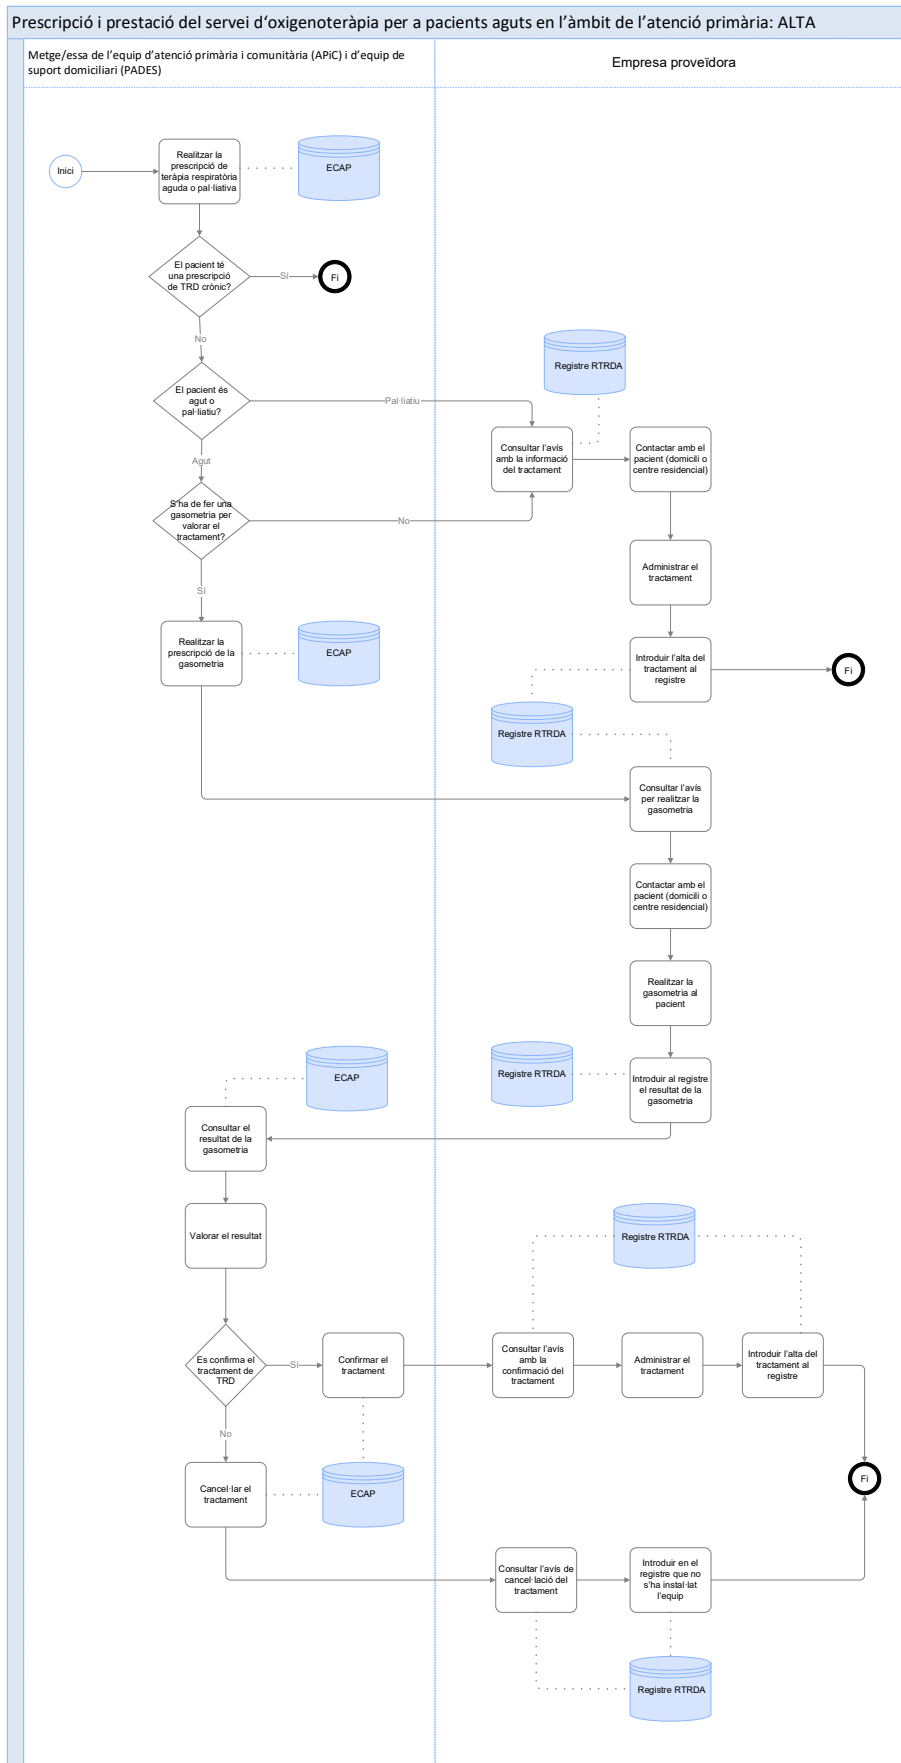 Prescripció i prestació del servei d'oxigenoteràpia per a pacients aguts en l'àmbit de l'atenció primària: ALTA
Metge/essa de l'equip d'atenció primària i comunitària (APiC) i d'equip de
suport domiciliari (PADES)
Empresa proveïdora
Inici
Realitzar la
prescripció de
teràpia respiratòria
aguda o pal·liativa
ECAP
El pacient té
una prescripció
de TRD crònic?
Sí
Fi
No
Registre RTRDA
El pacient és
agut o
pal·liatiu?
Pal·liatiu
Consultar l'avís
amb la informació
del tractament
Contactar amb el
pacient (domicili o
centre residencial)
Agut
S'ha de fer una
gasometria per
valorar el
tractament?
No
Administrar el
tractament
Sí
Realitzar la
prescripció de la
gasometria
ECAP
Introduir l'alta del
tractament al
registre
Fi
Registre RTRDA
Consultar l'avís
per realitzar la
gasometria
Contactar amb el
pacient (domicili o
centre residencial)
Realitzar la
gasometria al
pacient
ECAP
Registre RTRDA
Introduir al registre
el resultat de la
gasometria
Consultar el
resultat de la
gasometria
Valorar el resultat
Registre RTRDA
Es confirma el
tractament de
TRD
Sí
Confirmar el
tractament
Consultar l'avís
amb la
confirmació del
tractament
Administrar el
tractament
Introduir l'alta del
tractament al
registre
No
Cancel·lar el
tractament
ECAP
Fi
Consultar l'avís de
cancel·lació del
tractament
Introduir en el
registre que no
s'ha instal·lat
l'equip
Registre RTRDA